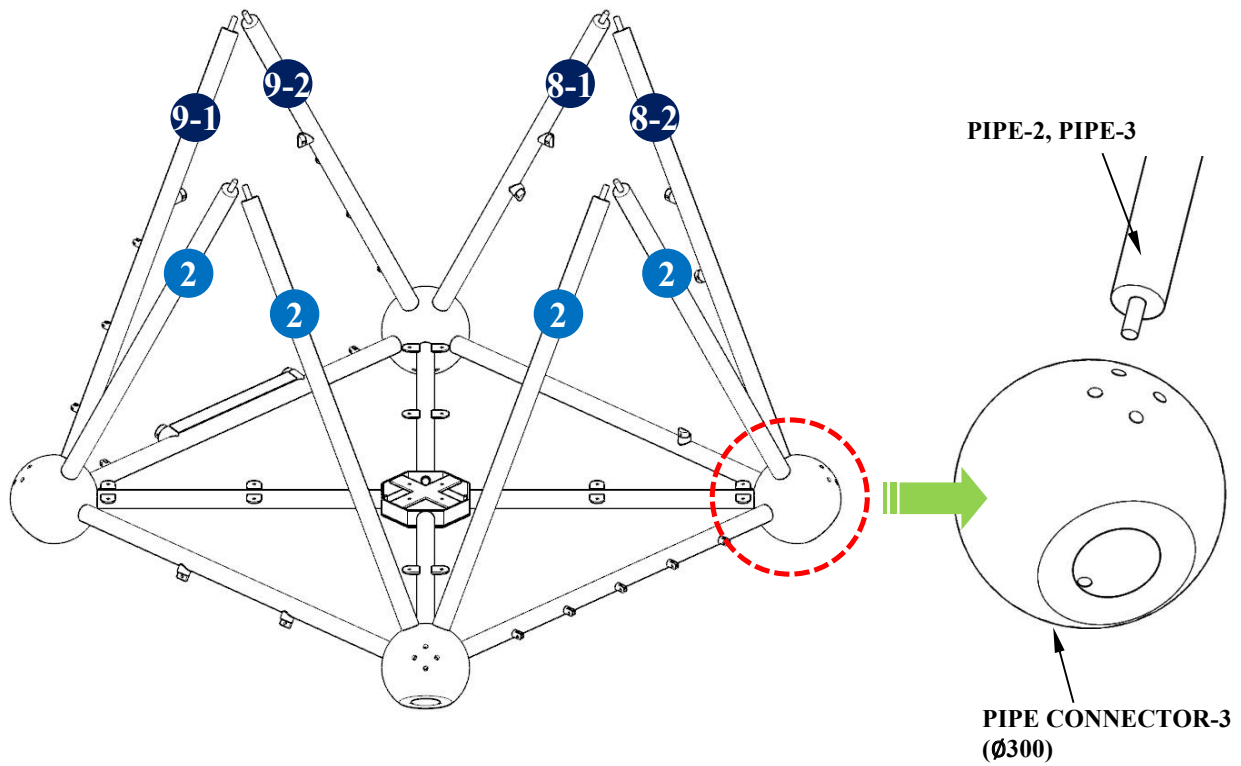 9-2
8-1
9-1
8-2
PIPE-2, PIPE-3
2
2
2
2
PIPE CONNECTOR-3
(Ø300)